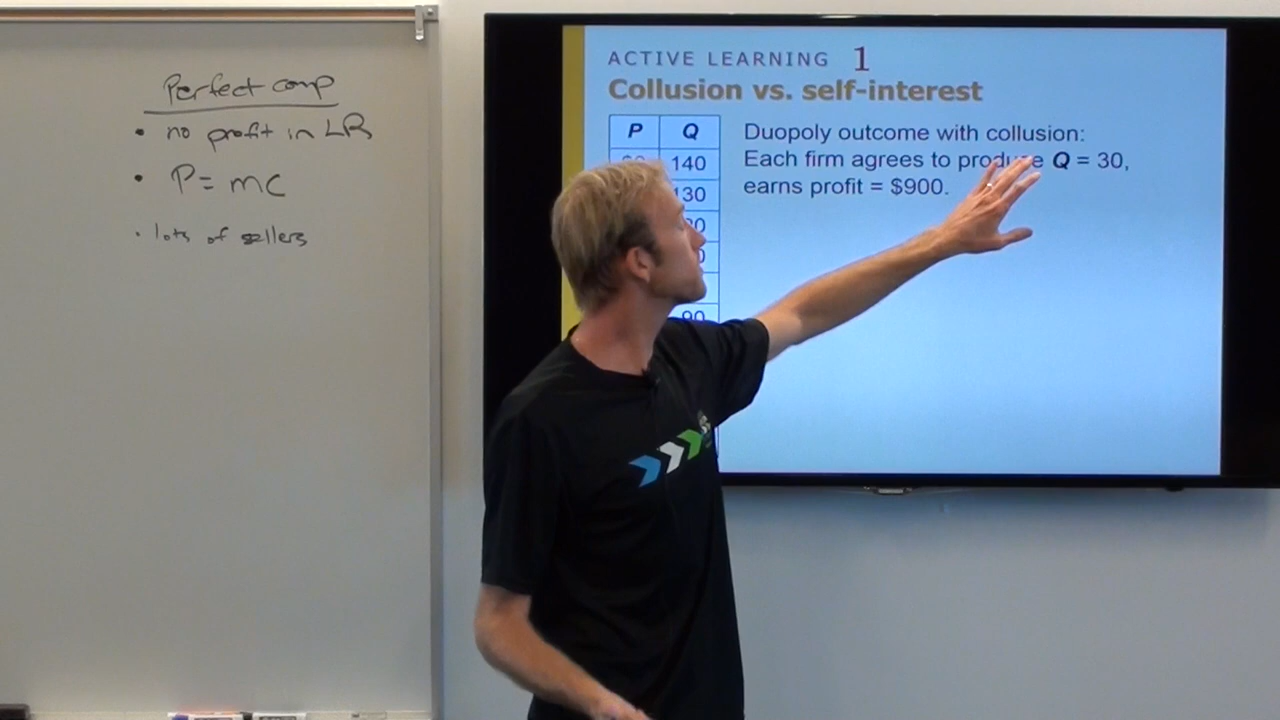 Perfect comp
• no profit in LR
• P = mc
• lots of sellers
ACTIVE LEARNING 1
Collusion vs. self-interest
P Q
140
130
90
Duopoly outcome with collusion:
Each firm agrees to produce Q = 30,
earns profit = $900.